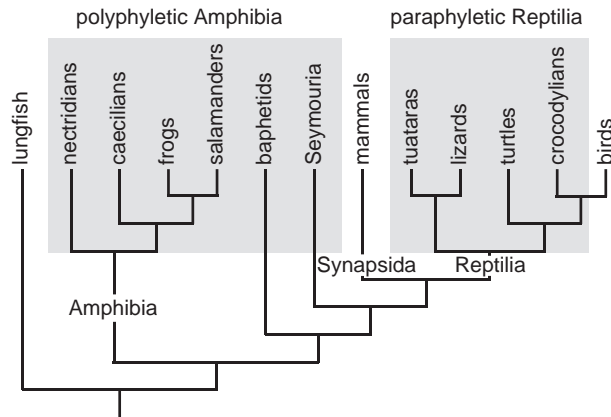 polyphyletic Amphibia
paraphyletic Reptilia
lungfish
nectridians
caecilians
frogs
salamanders
baphetids
Seymouria
mammals
tuataras
lizards
turtles
crocodylians
birds
Synapsida
Reptilia
Amphibia